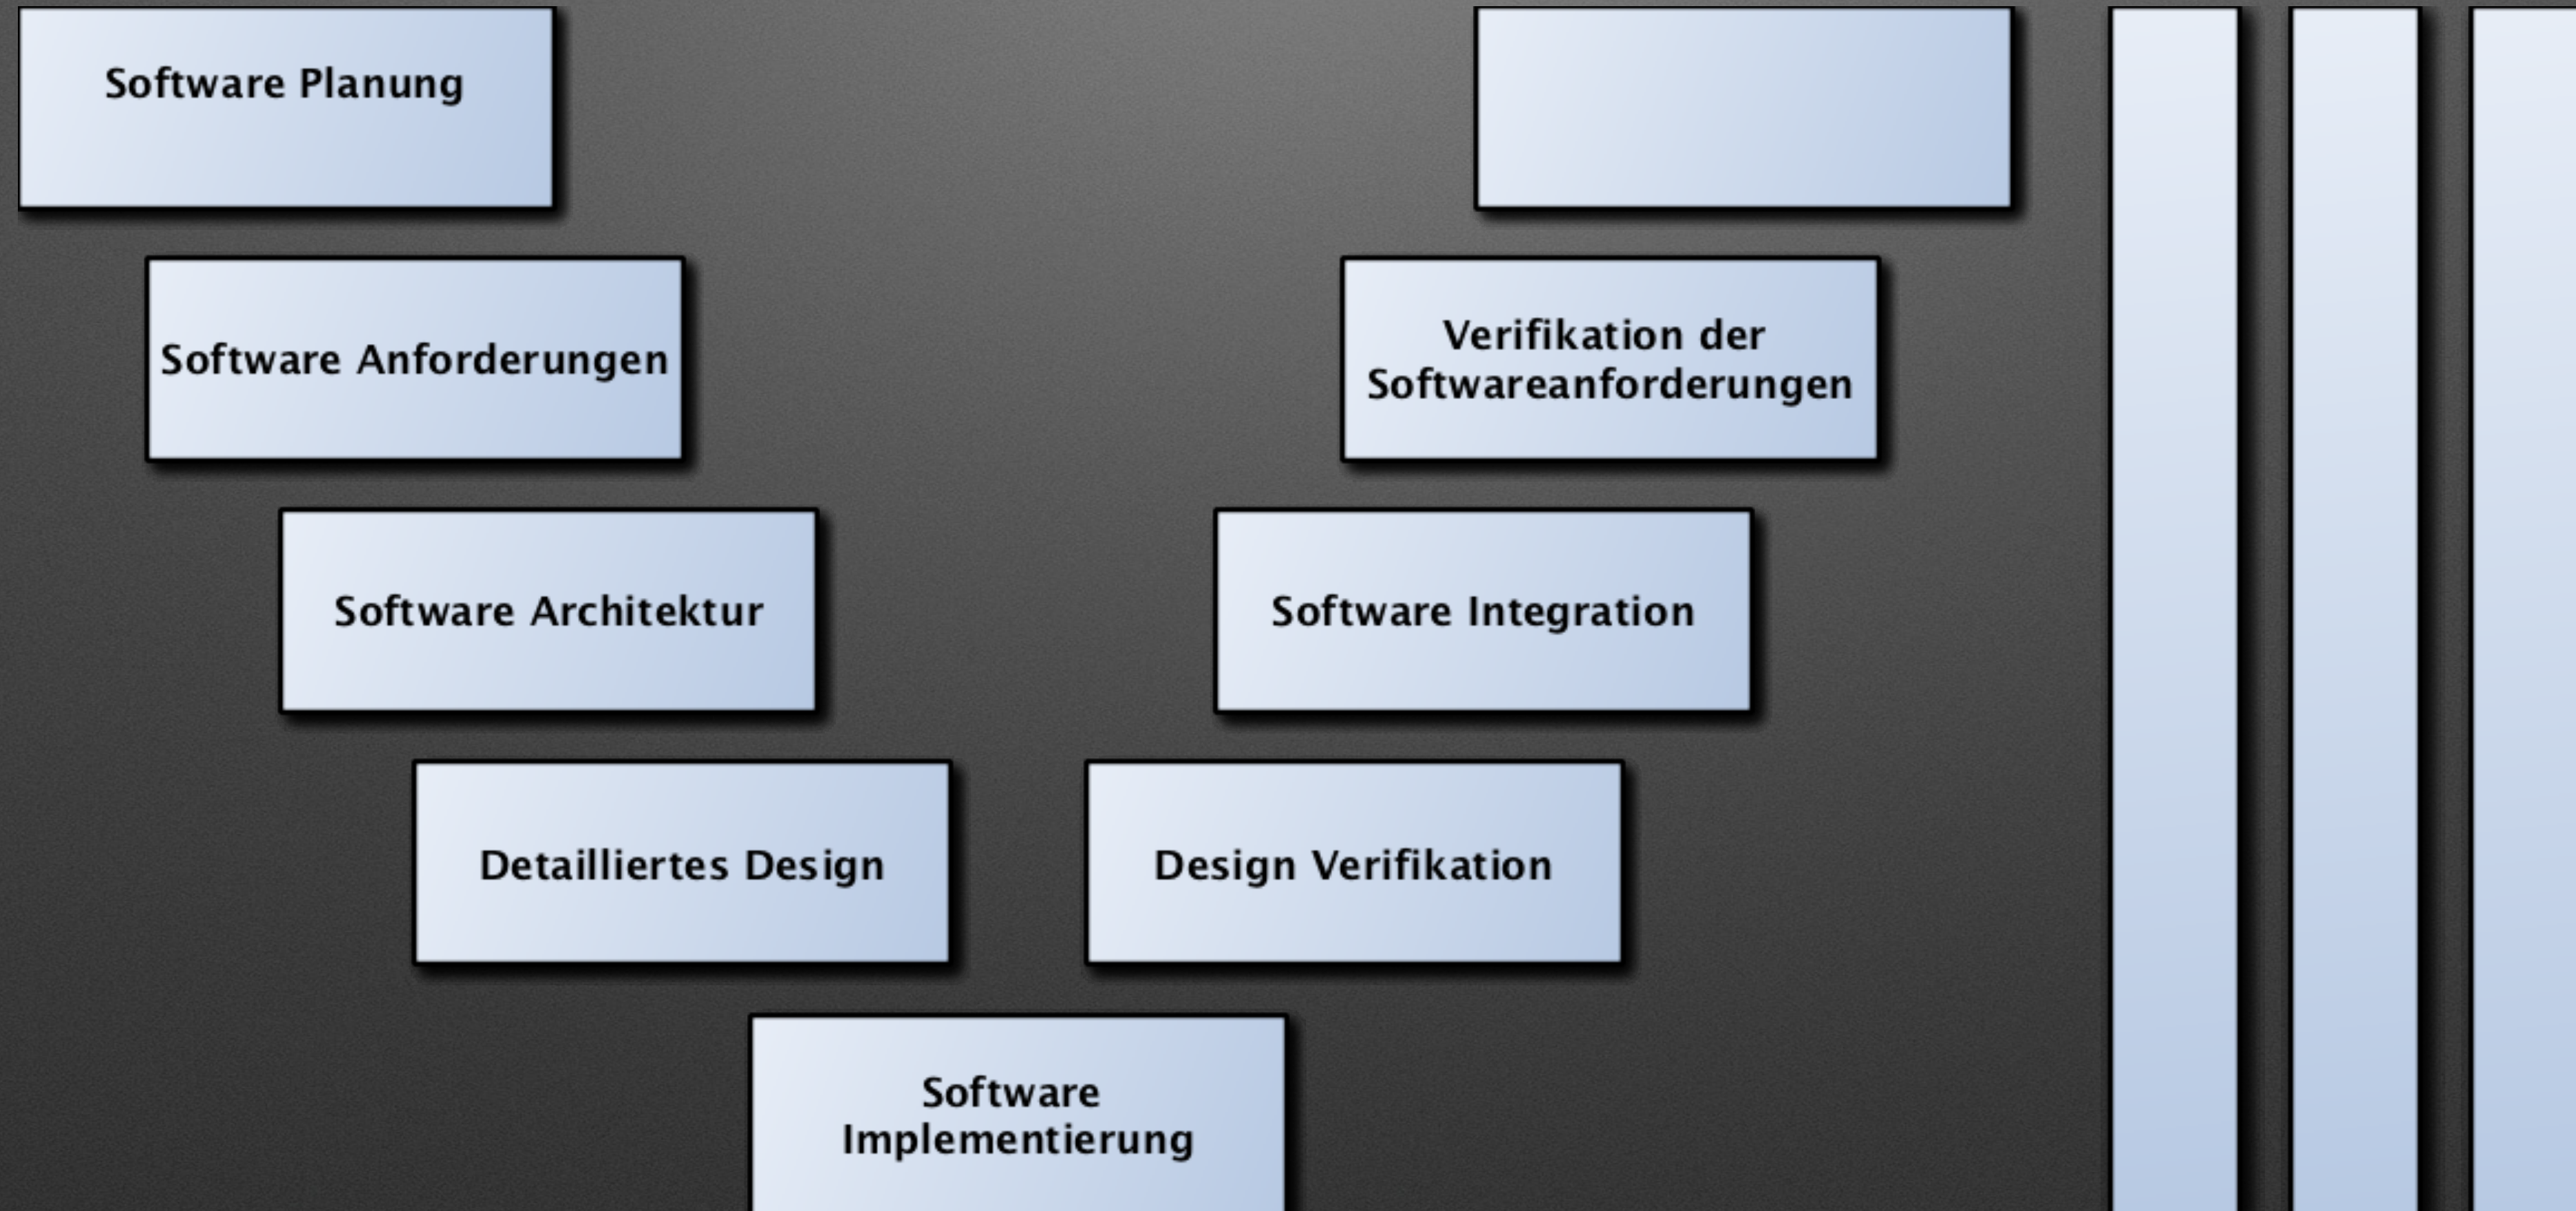 Software Planung
Software Anforderungen
Verifikation der
Softwareanforderungen
Software Architektur
Software Integration
Detailliertes Design
Design Verifikation
Software
Implementierung